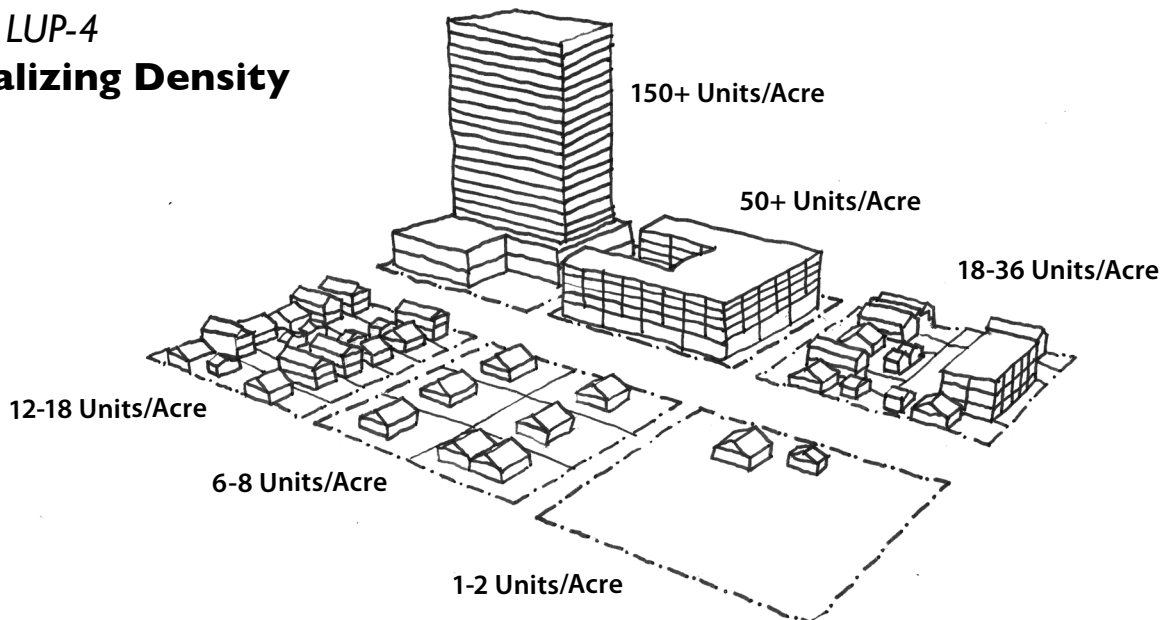 LUP-4
alizing Density
150+ Units/Acre
50+ Units/Acre
18-36 Units/Acre
12-18 Units/Acre
6-8 Units/Acre
1-2 Units/Acre